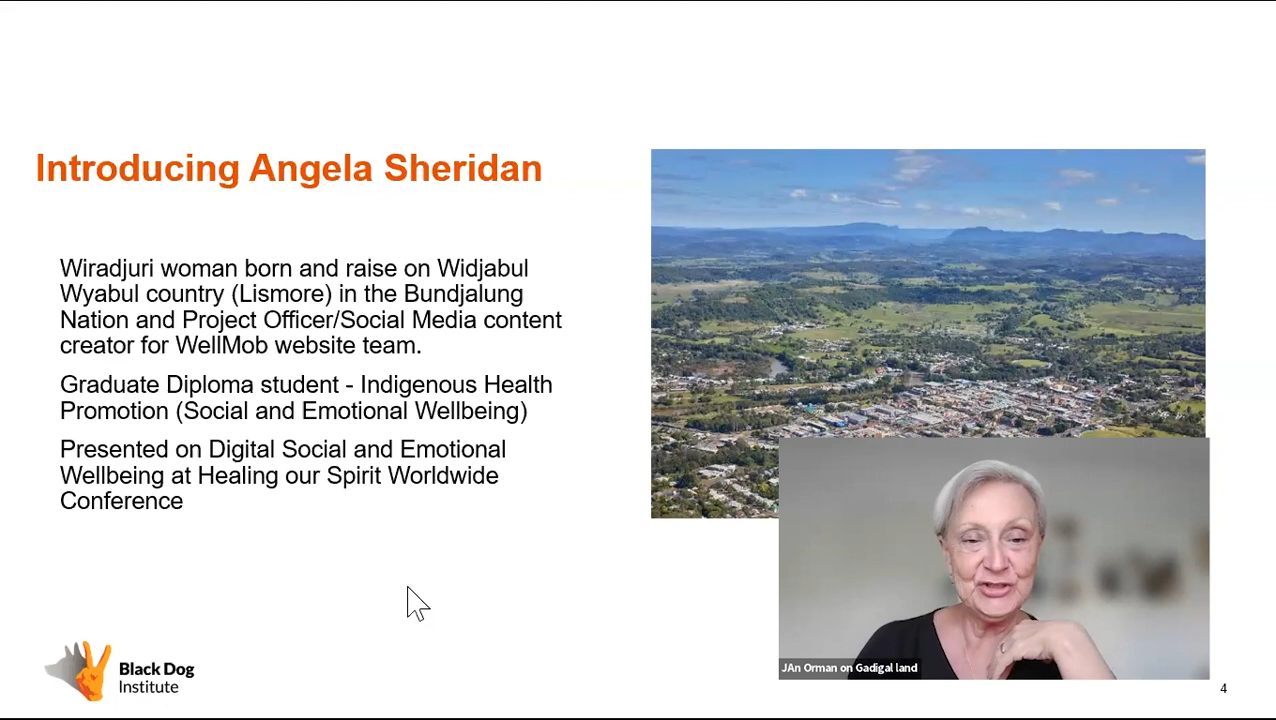 Introducing Angela Sheridan
Wiradjuri woman born and raise on Widjabul
Wyabul country (Lismore) in the Bundjalung
Nation and Project Officer/Social Media content
creator for WellMob website team.
Graduate Diploma student - Indigenous Health
Promotion (Social and Emotional Wellbeing)
Presented on Digital Social and Emotional
Wellbeing at Healing our Spirit Worldwide
Conference
Black Dog
Institute
JAn Orman on Gadigal land
4